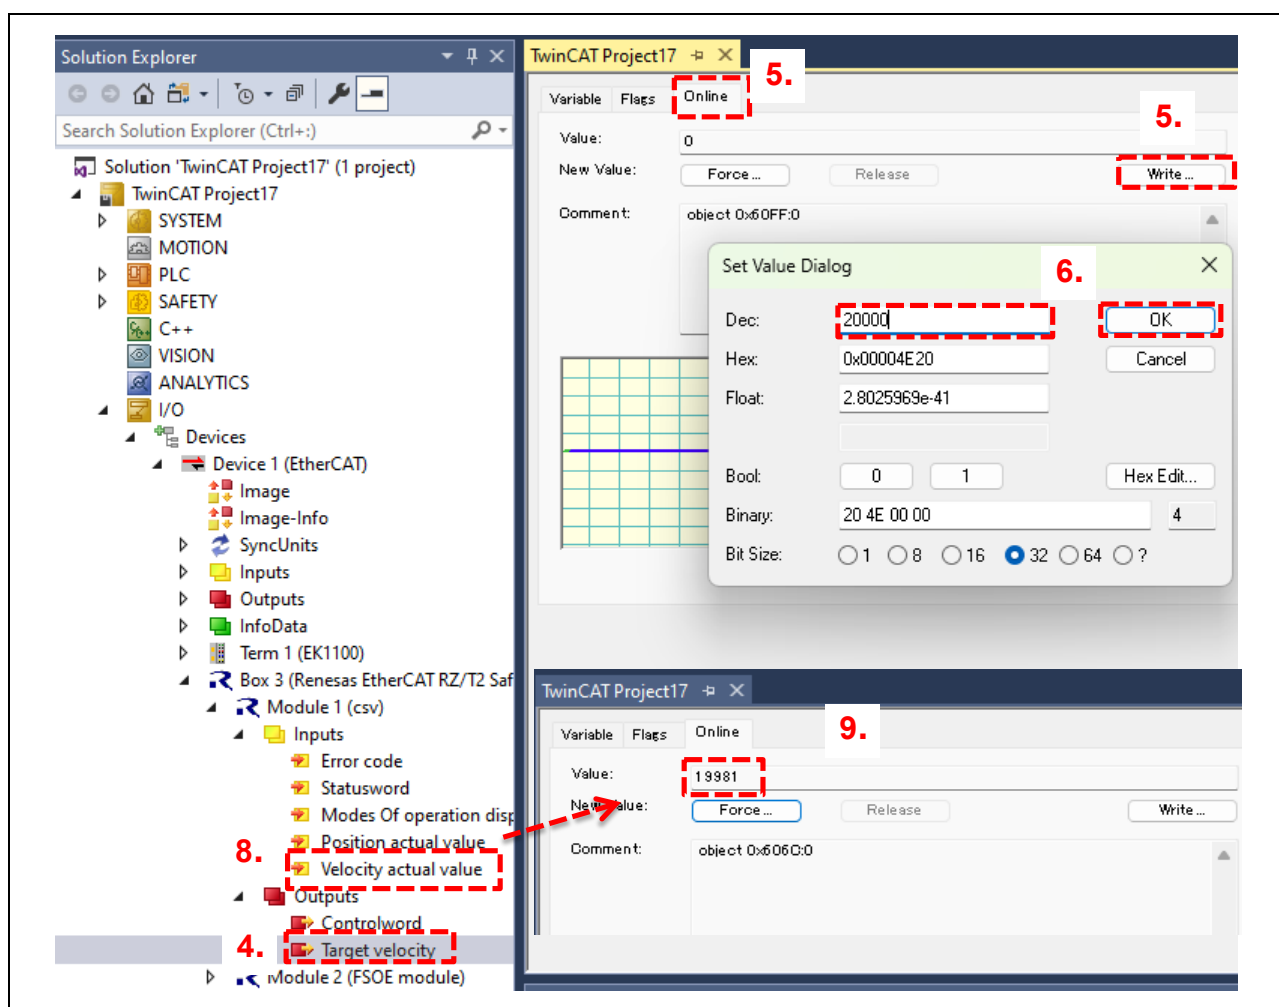 Solution Explorer
Search Solution Explorer (Ctrl+;)
Solution 'TwinCAT Project17' (1 project)
TwinCAT Project17
SYSTEM
MOTION
PLC
SAFETY
C++
VISION
ANALYTICS
I/O
Devices
Device 1 (EtherCAT)
Image
Image-Info
SyncUnits
Inputs
Outputs
InfoData
Term 1 (EK1100)
Box 3 (Renesas EtherCAT RZ/T2 Saf
Module 1 (csv)
Inputs
Error code
Statusword
Modes Of operation disp
Position actual value
8.
Velocity actual value
Outputs
Controlword
4.
Target velocity
Module 2 (FSOE module)
TwinCAT Project17
5.
Variable Flags Online
5.
Value: 0
New Value: Force... Release Write...
Comment: object 0x60FF:0
Set Value Dialog
6.
Dec: 20000 OK
Hex: 0x00004E20 Cancel
Float: 2.8025969e-41
Bool: 0 1 Hex Edit...
Binary: 20 4E 00 00 4
Bit Size: 1 8 16 32 64 ?
TwinCAT Project17
9.
Variable Flags Online
Value: 19981
New Value: Force... Release Write...
Comment: object 0x606C:0